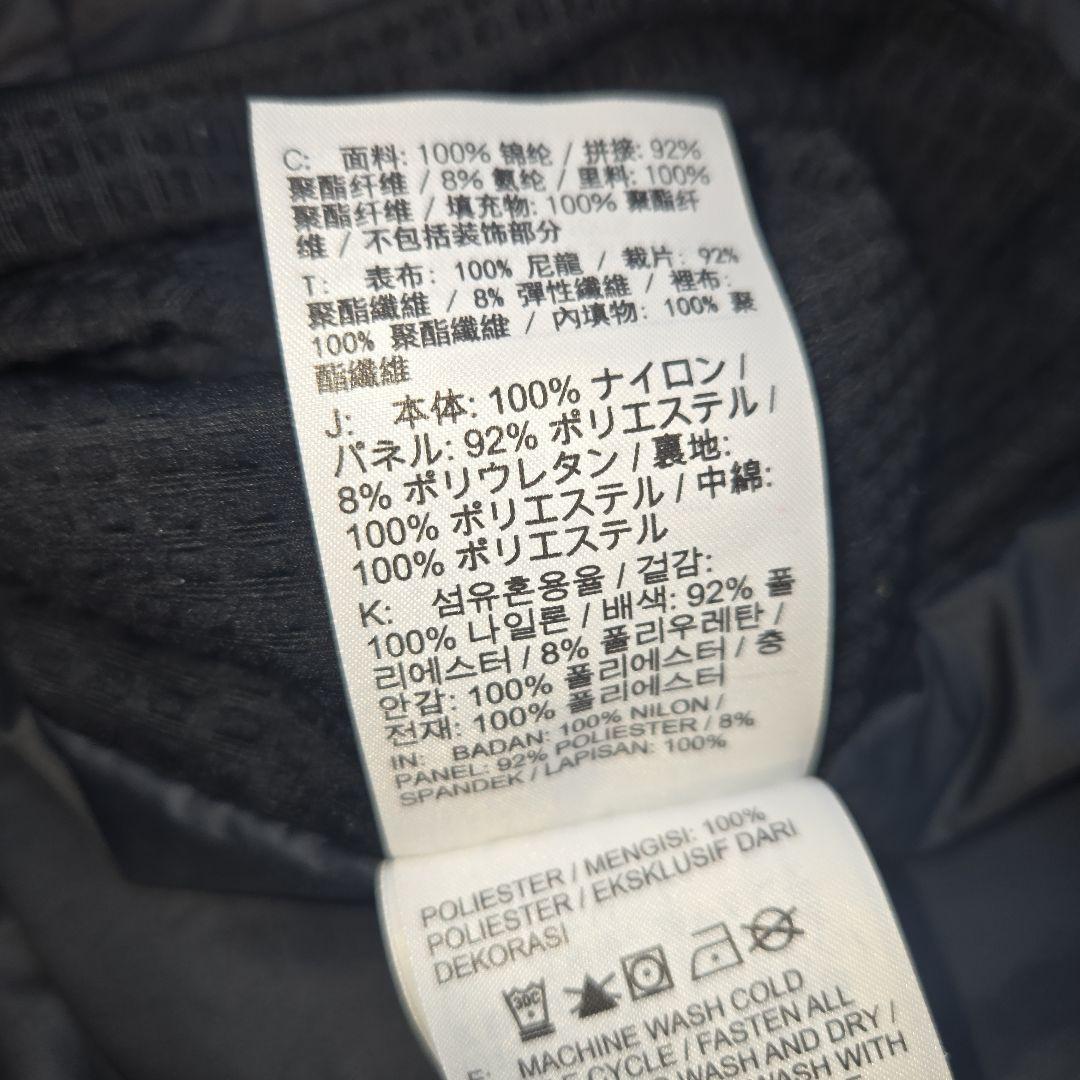 C: 面料: 100% 锦纶 / 拼接: 92%
聚酯纤维 / 8% 氨纶 / 里料: 100%
聚酯纤维 / 填充物: 100% 聚酯纤
维 / 不包括装饰部分
T: 表布: 100% 尼龍 / 裁片: 92%
聚酯纖維 / 8% 彈性纖維 / 裡布:
100% 聚酯纖維 / 內填物: 100% 聚
酯纖維
J: 本体: 100% ナイロン /
パネル: 92% ポリエステル /
8% ポリウレタン / 裏地:
100% ポリエステル / 中綿:
100% ポリエステル
K: 섬유혼용율 / 겉감:
100% 나일론 / 배색: 92% 폴
리에스터 / 8% 폴리우레탄 /
안감: 100% 폴리에스터 / 충
전재: 100% 폴리에스터
IN: BADAN: 100% NILON /
PANEL: 92% POLIESTER / 8%
SPANDEK / LAPISAN: 100%
POLIESTER / MENGISI: 100%
POLIESTER / EKSKLUSIF DARI
DEKORASI
30C
E: MACHINE WASH COLD
CYCLE / FASTEN ALL
WASH AND DRY /
WASH WITH